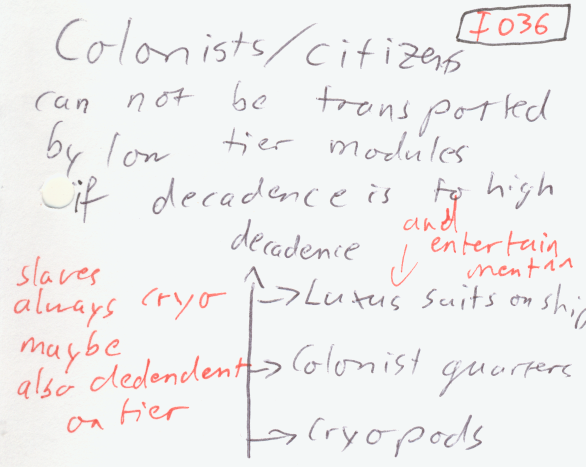 I036
Colonists/citizens
can not be transported
by low tier modules
if decadence is to high
and
entertain
ment
decadence
slaves
always cryo
maybe
also dedendent
on tier
Luxus suits on ship
Colonist quarters
Cryopods